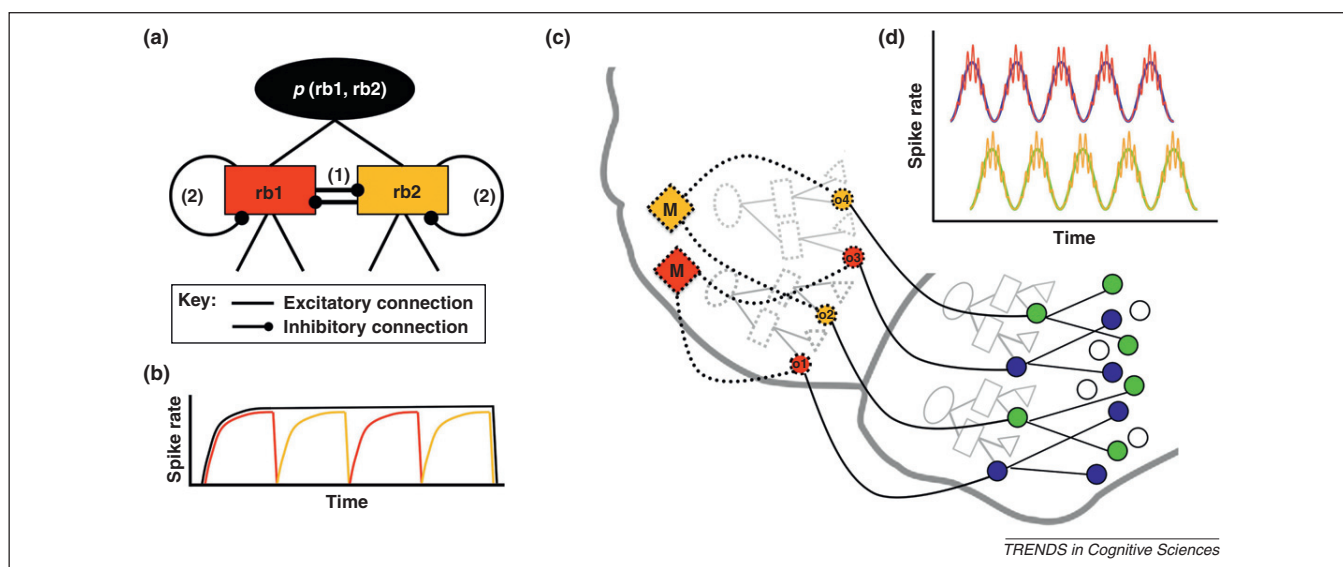 (a)
p (rb1, rb2)
(1)
rb1
rb2
(2)
(2)
Key:
Excitatory connection
Inhibitory connection
(b)
Spike rate
Time
(c)
M
M
o4
o3
o2
o1
(d)
Spike rate
Time
TRENDS in Cognitive Sciences